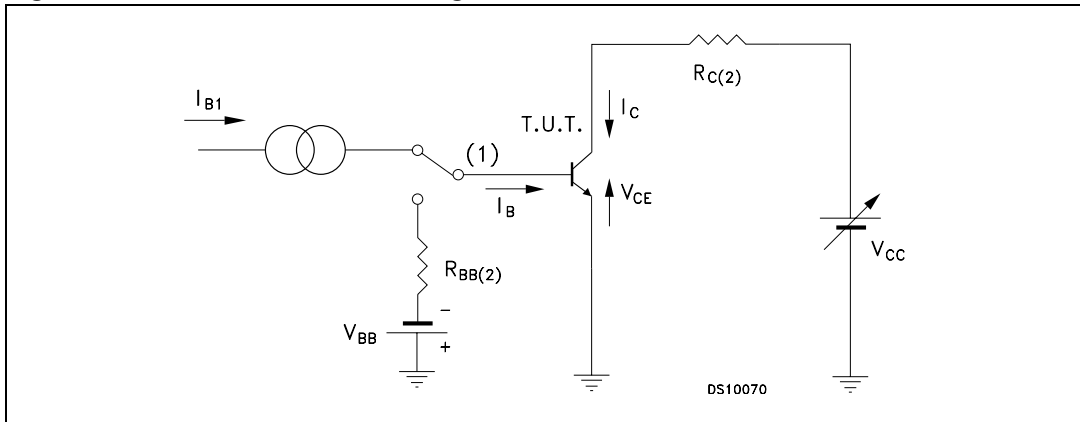 I_B1
R_C(2)
I_C
T.U.T.
(1)
I_B
V_CE
R_BB(2)
V_BB
-
+
V_CC
DS10070